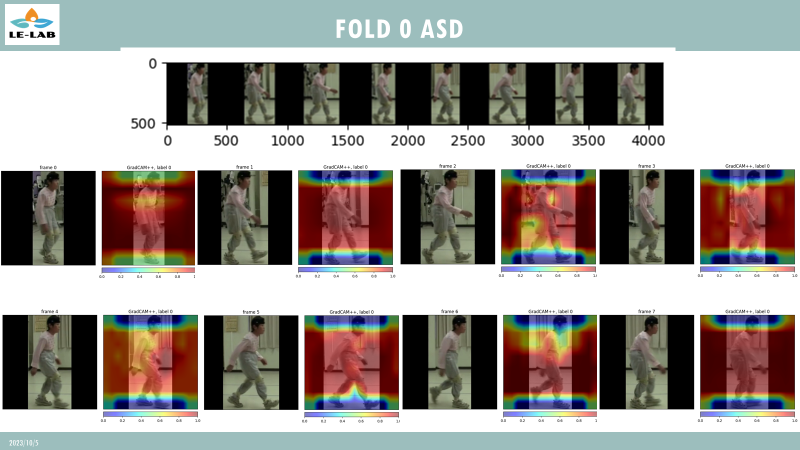 LE-LAB
FOLD 0 ASD
0
500
0 500 1000 1500 2000 2500 3000 3500 4000
frame 0 GradCAM++, label 0 frame 1 GradCAM++, label 0 frame 2 GradCAM++, label 0 frame 3 GradCAM++, label 0
0.0 0.2 0.4 0.6 0.8 1 0.0 0.2 0.4 0.6 0.8 1.0 0.0 0.2 0.4 0.6 0.8 1 0.0 0.2 0.4 0.6 0.8 1.0
frame 4 GradCAM++, label 0 frame 5 GradCAM++, label 0 frame 6 GradCAM++, label 0 frame 7 GradCAM++, label 0
0.0 0.2 0.4 0.6 0.8 1.0 0.0 0.2 0.4 0.6 0.8 1 0.0 0.2 0.4 0.6 0.8 1 0.0 0.2 0.4 0.6 0.8 1.0
2023/10/5